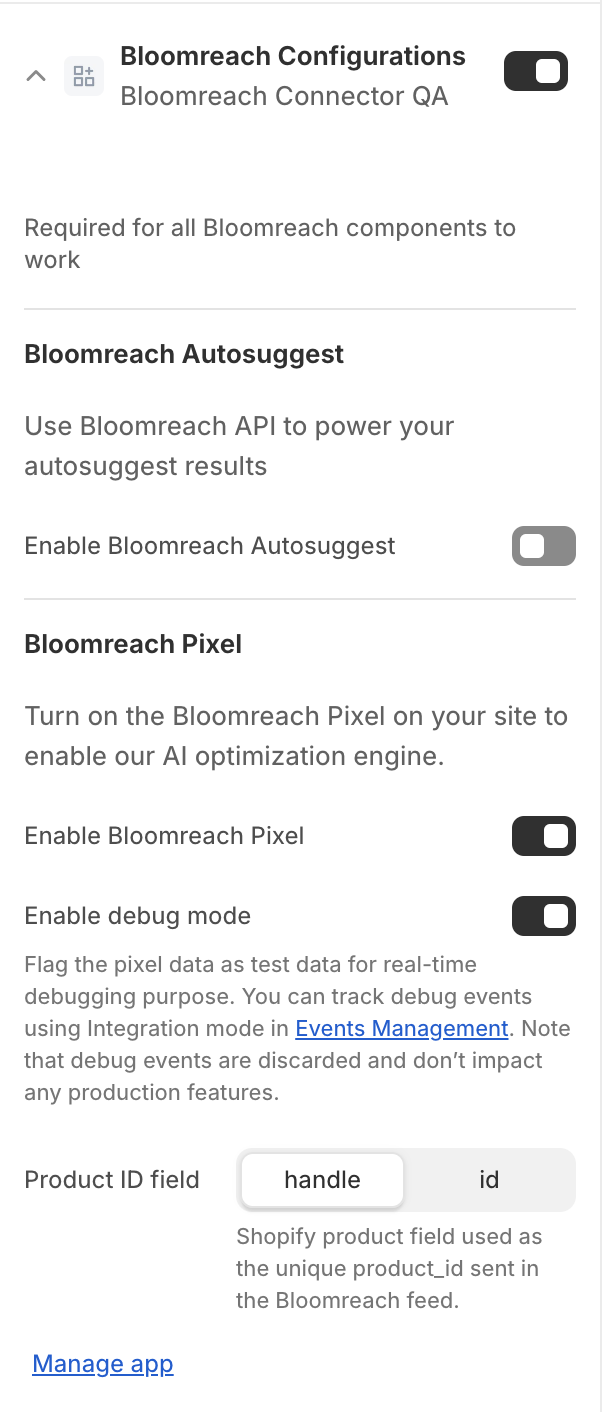 Bloomreach Configurations
Bloomreach Connector QA
Required for all Bloomreach components to
work
Bloomreach Autosuggest
Use Bloomreach API to power your
autosuggest results
Enable Bloomreach Autosuggest
Bloomreach Pixel
Turn on the Bloomreach Pixel on your site to
enable our AI optimization engine.
Enable Bloomreach Pixel
Enable debug mode
Flag the pixel data as test data for real-time
debugging purpose. You can track debug events
using Integration mode in Events Management. Note
that debug events are discarded and don’t impact
any production features.
Product ID field handle id
Shopify product field used as
the unique product_id sent in
the Bloomreach feed.
Manage app